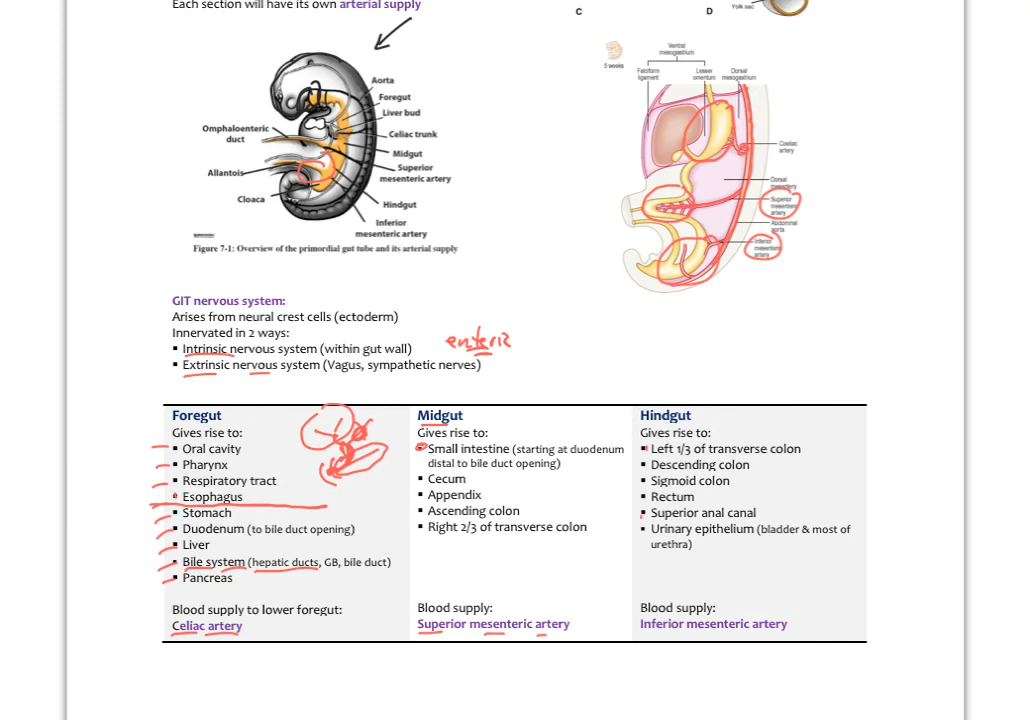 Each section will have its own arterial supply
C
D
Yolk sac
Aorta
Foregut
Liver bud
Celiac trunk
Midgut
Superior
mesenteric artery
Hindgut
Inferior
mesenteric artery
Omphaloenteric
duct
Allantois
Cloaca
Figure 7-1: Overview of the primordial gut tube and its arterial supply
5 weeks
Ventral
mesogastrium
Falciform
ligament
Lesser
omentum
Dorsal
mesogastrium
Coeliac
artery
Dorsal
mesentery
Superior
mesenteric
artery
Abdominal
aorta
Inferior
mesenteric
artery
GIT nervous system:
Arises from neural crest cells (ectoderm)
Innervated in 2 ways:
▪ Intrinsic nervous system (within gut wall)
▪ Extrinsic nervous system (Vagus, sympathetic nerves)
enteric
Foregut
Gives rise to:
▪ Oral cavity
▪ Pharynx
▪ Respiratory tract
▪ Esophagus
▪ Stomach
▪ Duodenum (to bile duct opening)
▪ Liver
▪ Bile system (hepatic ducts, GB, bile duct)
▪ Pancreas
Blood supply to lower foregut:
Celiac artery
Midgut
Gives rise to:
▪ Small intestine (starting at duodenum
distal to bile duct opening)
▪ Cecum
▪ Appendix
▪ Ascending colon
▪ Right 2/3 of transverse colon
Blood supply:
Superior mesenteric artery
Hindgut
Gives rise to:
▪ Left 1/3 of transverse colon
▪ Descending colon
▪ Sigmoid colon
▪ Rectum
▪ Superior anal canal
▪ Urinary epithelium (bladder & most of
urethra)
Blood supply:
Inferior mesenteric artery